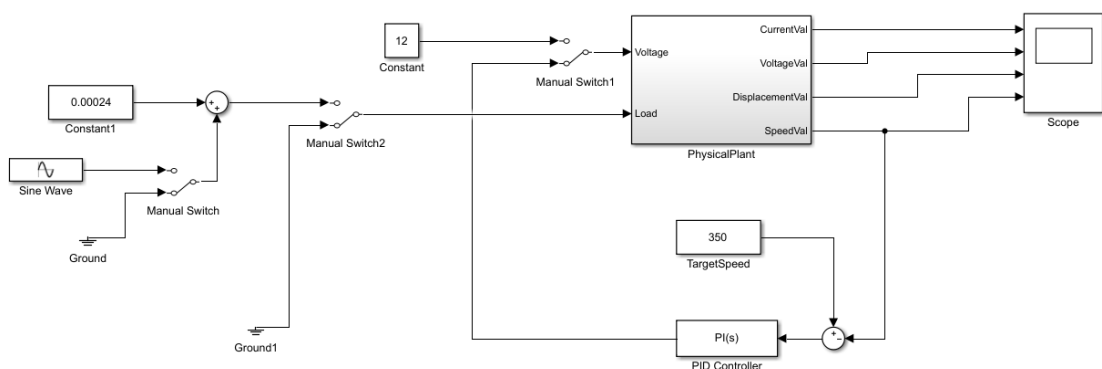 12
Constant
Manual Switch1
Voltage
Load
CurrentVal
VoltageVal
DisplacementVal
SpeedVal
PhysicalPlant
Scope
0.00024
Constant1
+
+
Manual Switch2
Sine Wave
Manual Switch
Ground
Ground1
350
TargetSpeed
PI(s)
PID Controller
+
−